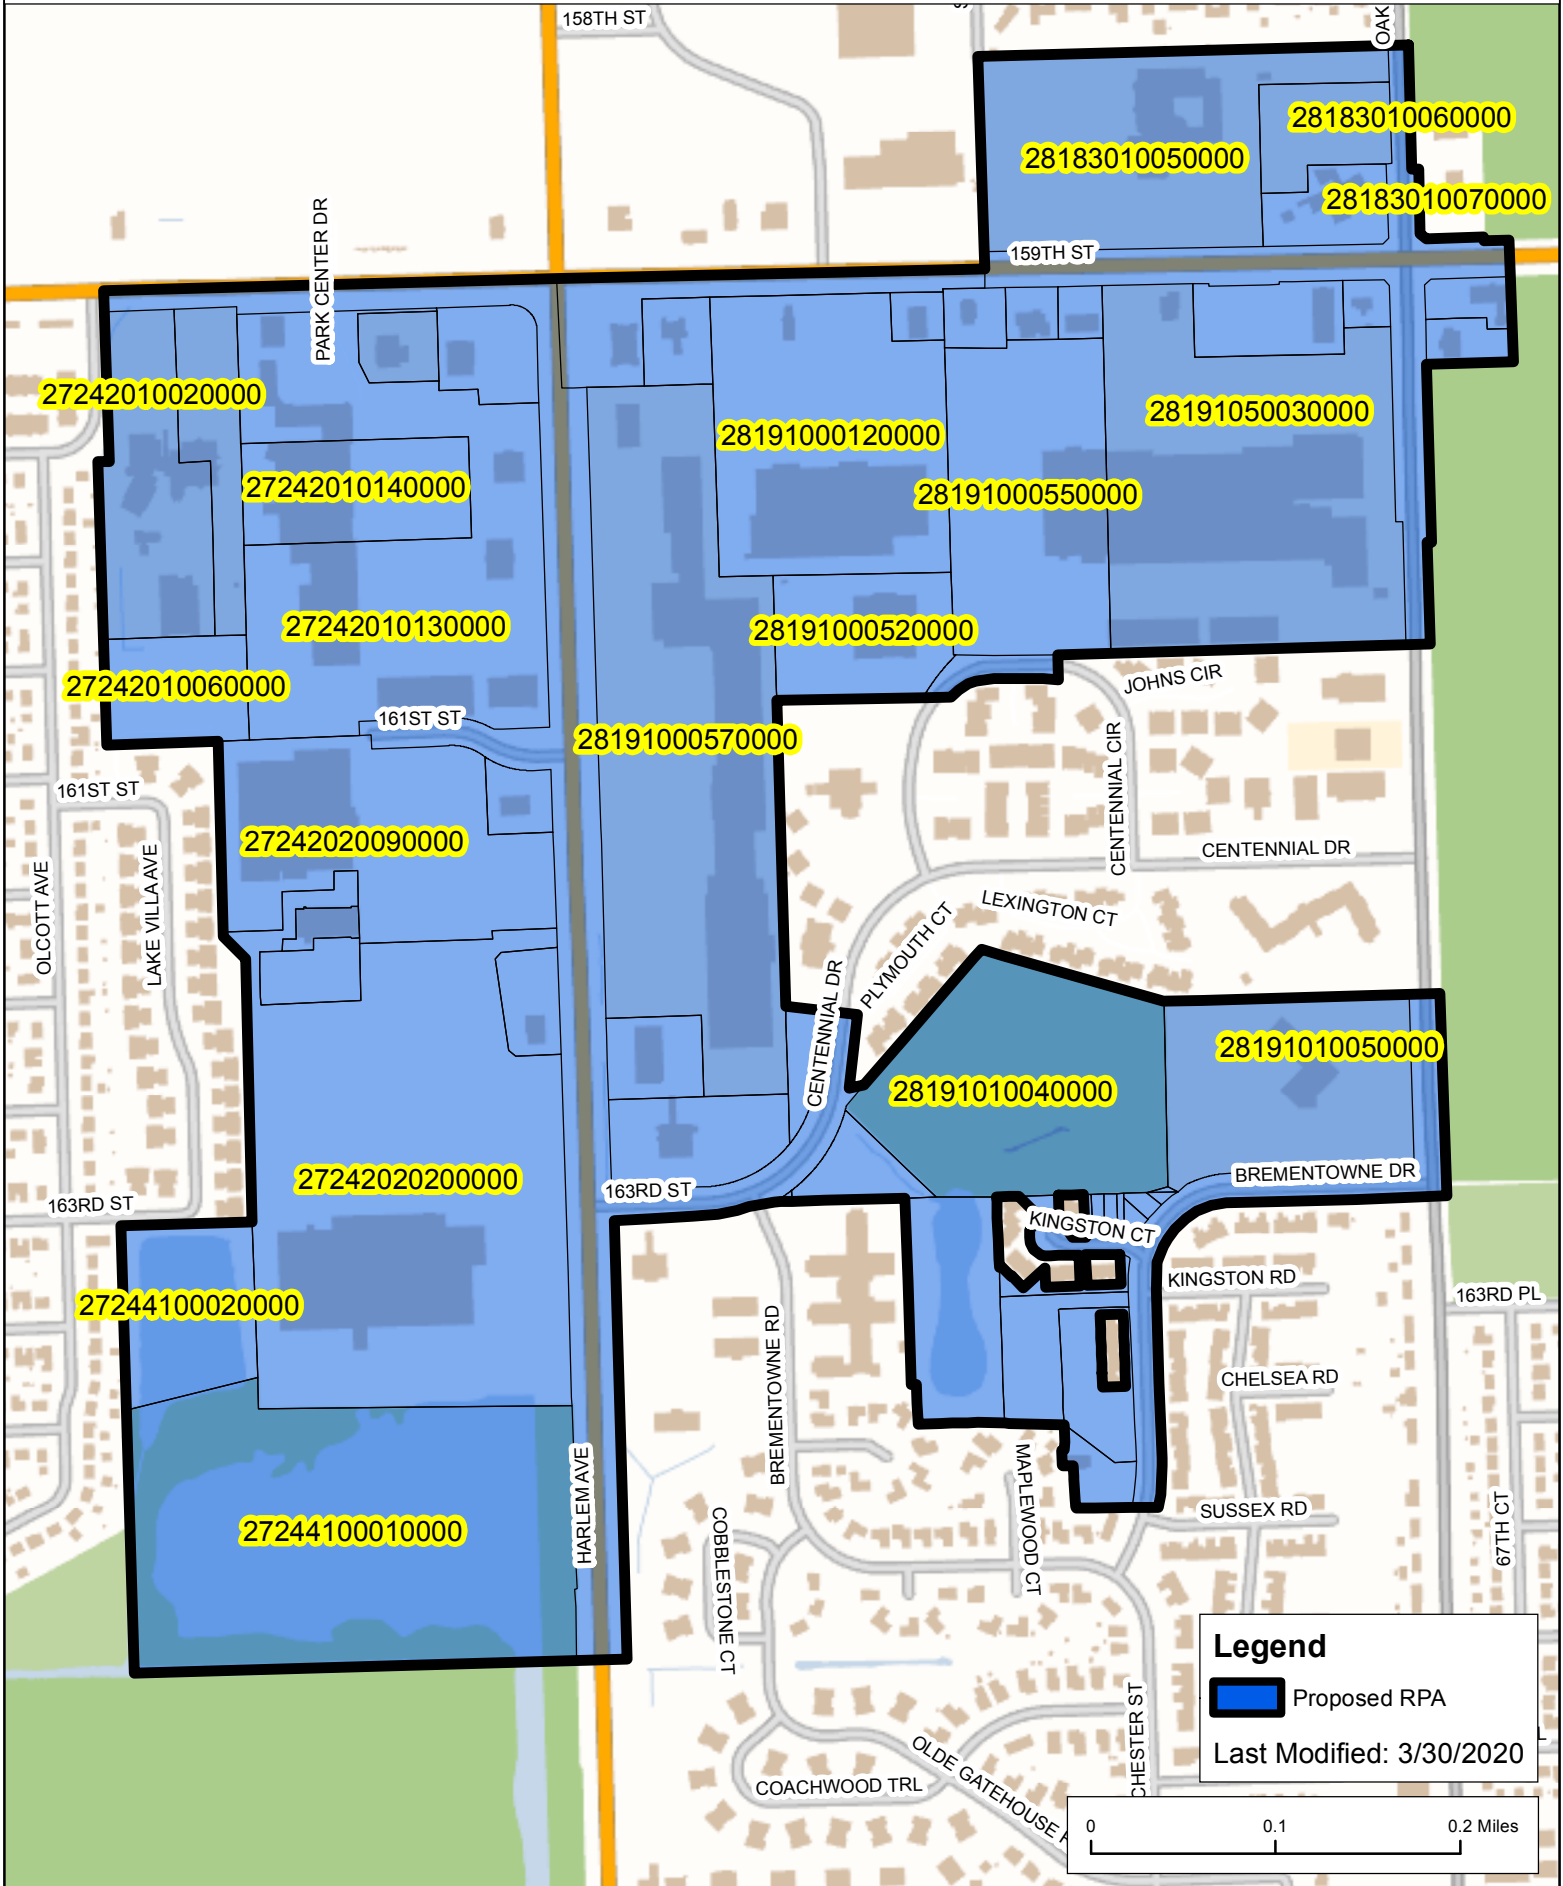 158TH ST
OAK
28183010060000
28183010050000
28183010070000
PARK CENTER DR
159TH ST
27242010020000
28191050030000
28191000120000
27242010140000
28191000550000
27242010130000
28191000520000
27242010060000
JOHNS CIR
161ST ST
28191000570000
CENTENNIAL CIR
161ST ST
27242020090000
CENTENNIAL DR
OLCOTT AVE
LAKE VILLA AVE
LEXINGTON CT
PLYMOUTH CT
CENTENNIAL DR
28191010050000
28191010040000
27242020200000
163RD ST
BREMENTOWNE DR
163RD ST
KINGSTON CT
KINGSTON RD
163RD PL
27244100020000
BREMENTOWNE RD
CHELSEA RD
HARLEM AVE
MAPLEWOOD CT
SUSSEX RD
67TH CT
27244100010000
COBBLESTONE CT
Legend
Proposed RPA
Last Modified: 3/30/2020
CHESTER ST
OLDE GATEHOUSE
COACHWOOD TRL
0 0.1 0.2 Miles